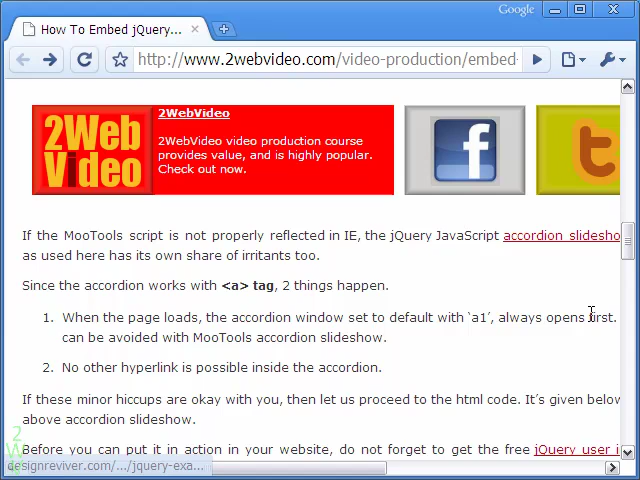 Google
How To Embed jQuery...
http://www.2webvideo.com/video-production/embed-
2Web
Video
2WebVideo
2WebVideo video production course
provides value, and is highly popular.
Check out now.
f
t
If the MooTools script is not properly reflected in IE, the jQuery JavaScript accordion slidesho
as used here has its own share of irritants too.
Since the accordion works with <a> tag, 2 things happen.
1. When the page loads, the accordion window set to default with ‘a1’, always opens first.
can be avoided with MooTools accordion slideshow.
2. No other hyperlink is possible inside the accordion.
If these minor hiccups are okay with you, then let us proceed to the html code. It’s given below
above accordion slideshow.
Before you can put it in action in your website, do not forget to get the free jQuery user i
designreviver.com/.../jquery-exa...